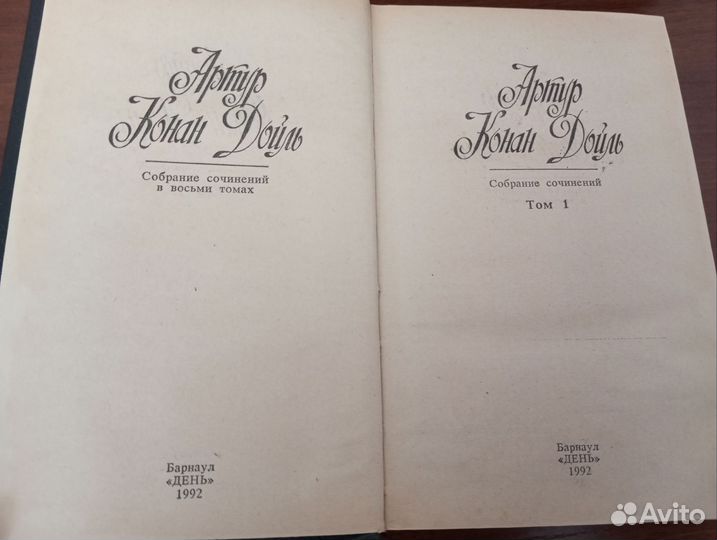 Артур
Конан Дойль
Собрание сочинений
в восьми томах
Барнаул
«ДЕНЬ»
1992
Артур
Конан Дойль
Собрание сочинений
Том 1
Барнаул
«ДЕНЬ»
1992
Avito